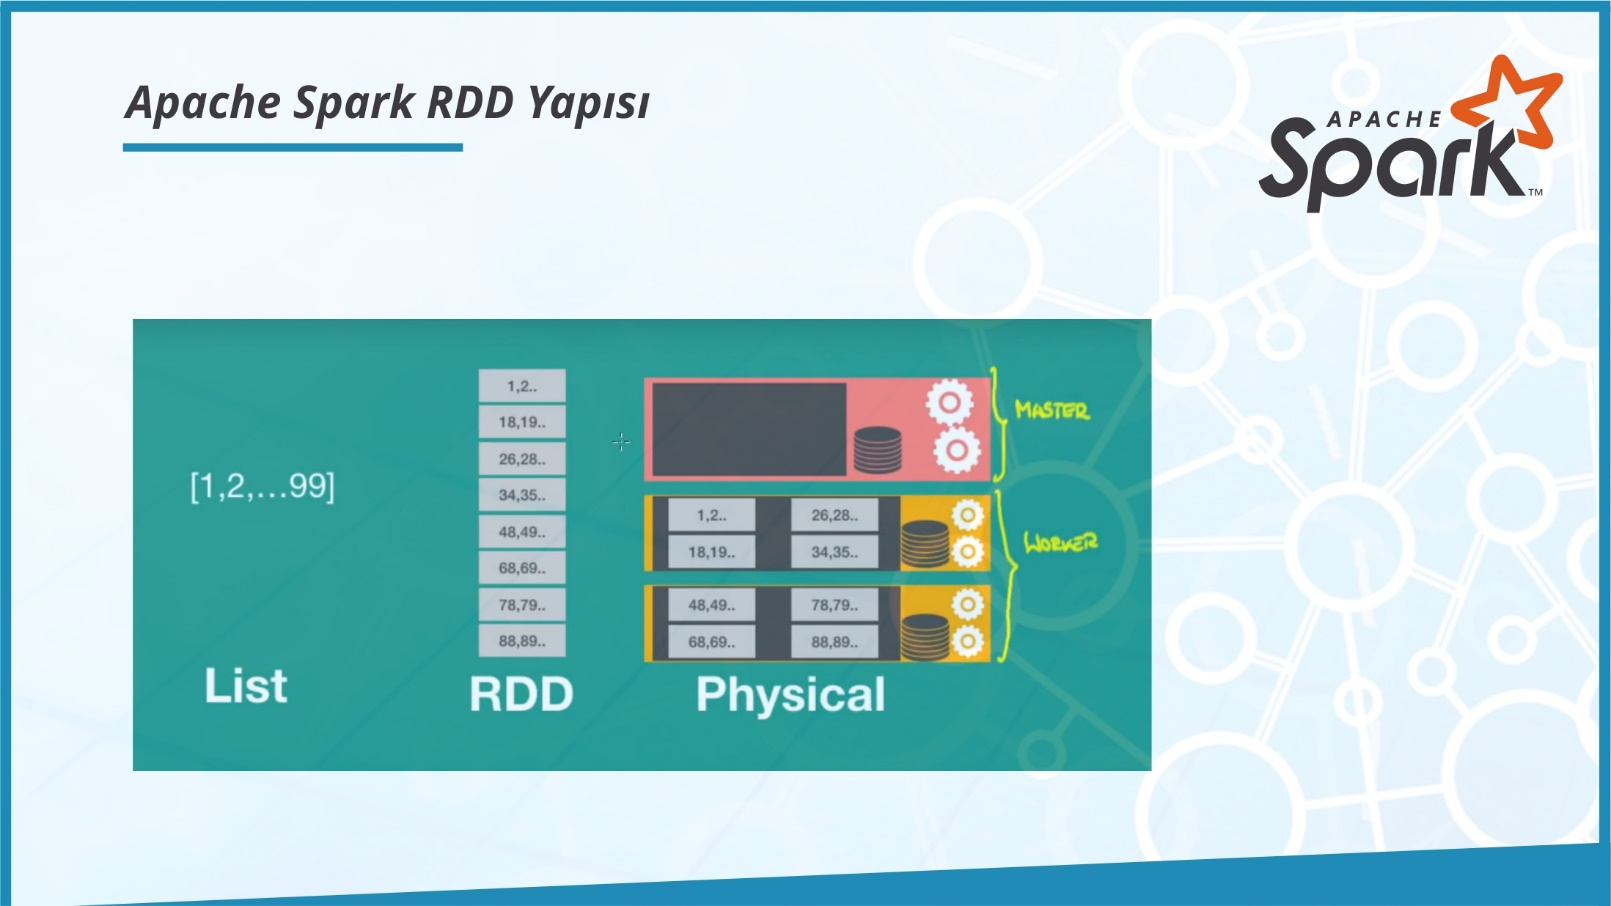 Apache Spark RDD Yapısı
APACHE
Spark™
[1,2,...99]
List
1,2..
18,19..
26,28..
34,35..
48,49..
68,69..
78,79..
88,89..
RDD
MASTER
1,2.. 26,28..
18,19.. 34,35..
WORKER
48,49.. 78,79..
68,69.. 88,89..
Physical